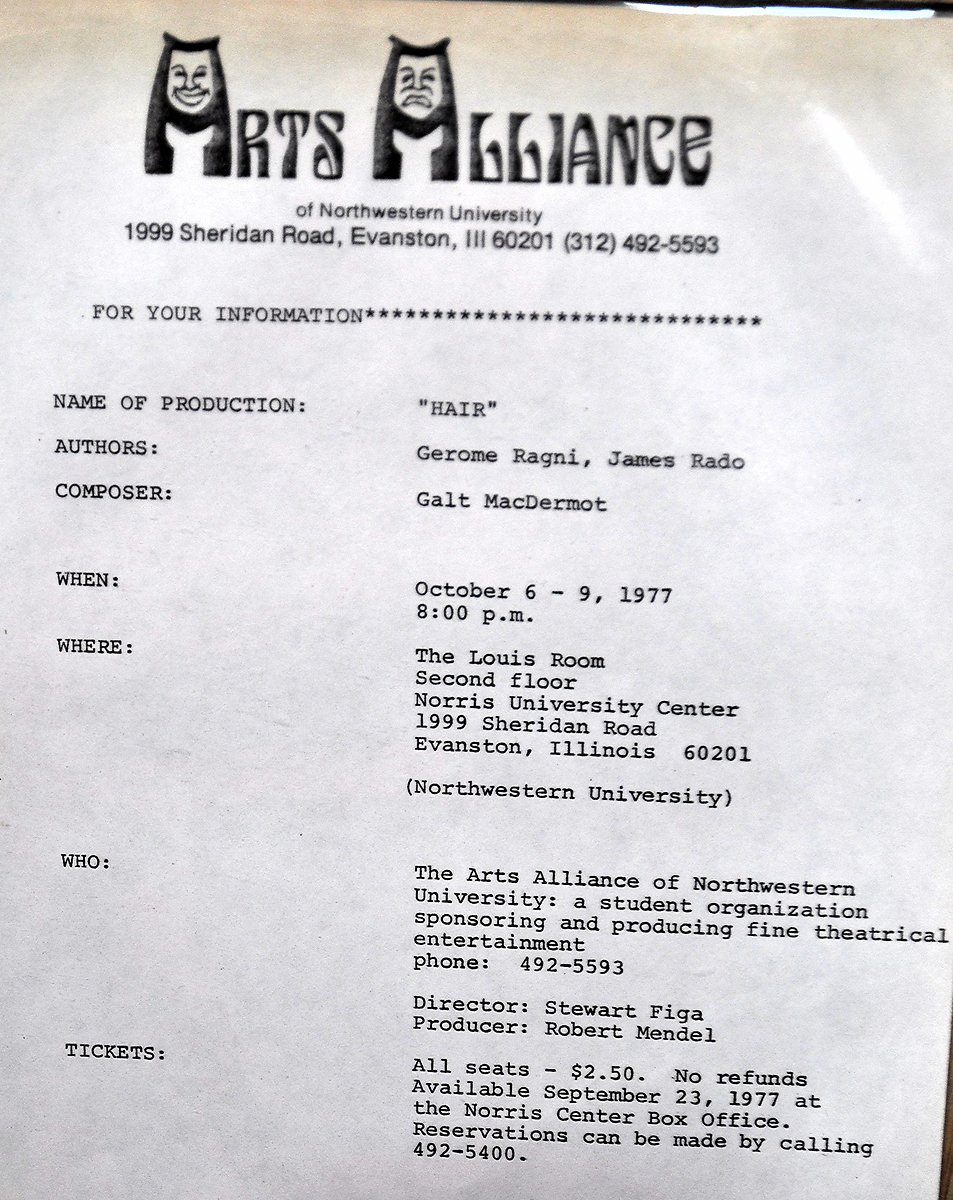 ARTS ALLIANCE
of Northwestern University
1999 Sheridan Road, Evanston, Ill 60201 (312) 492-5593
FOR YOUR INFORMATION*****************************
NAME OF PRODUCTION: "HAIR"
AUTHORS: Gerome Ragni, James Rado
COMPOSER: Galt MacDermot
WHEN: October 6 - 9, 1977
8:00 p.m.
WHERE: The Louis Room
Second floor
Norris University Center
1999 Sheridan Road
Evanston, Illinois 60201
(Northwestern University)
WHO: The Arts Alliance of Northwestern
University: a student organization
sponsoring and producing fine theatrical
entertainment
phone: 492-5593
Director: Stewart Figa
Producer: Robert Mendel
TICKETS: All seats - $2.50. No refunds
Available September 23, 1977 at
the Norris Center Box Office.
Reservations can be made by calling
492-5400.